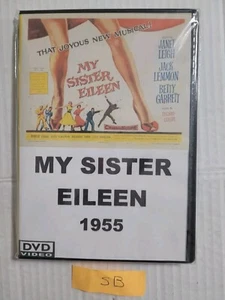 THAT JOYOUS NEW MUSICAL!
JANET
LEIGH
JACK
LEMMON
BETTY
GARRETT
MY
SISTER
EILEEN
MY SISTER
EILEEN
1955
DVD
VIDEO
SB